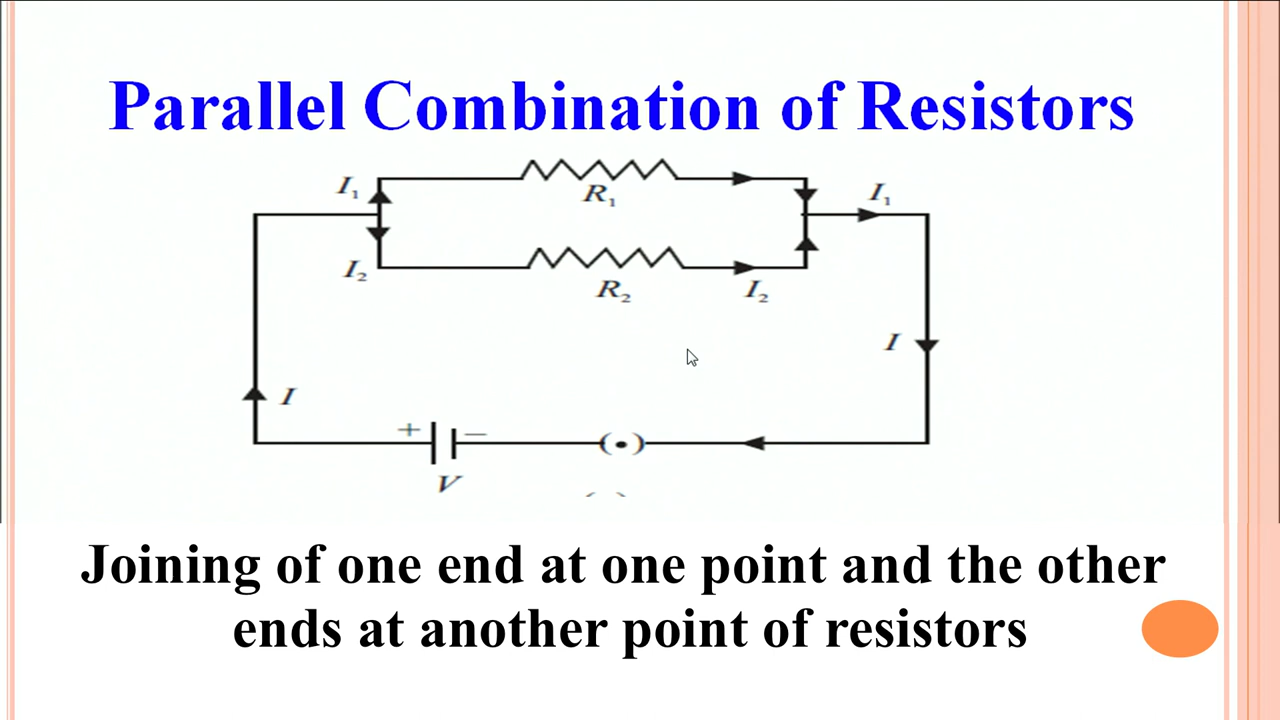 Parallel Combination of Resistors
I₁
R₁
I₁
I₂
R₂
I₂
I
I
+
−
(•)
V
Joining of one end at one point and the other
ends at another point of resistors